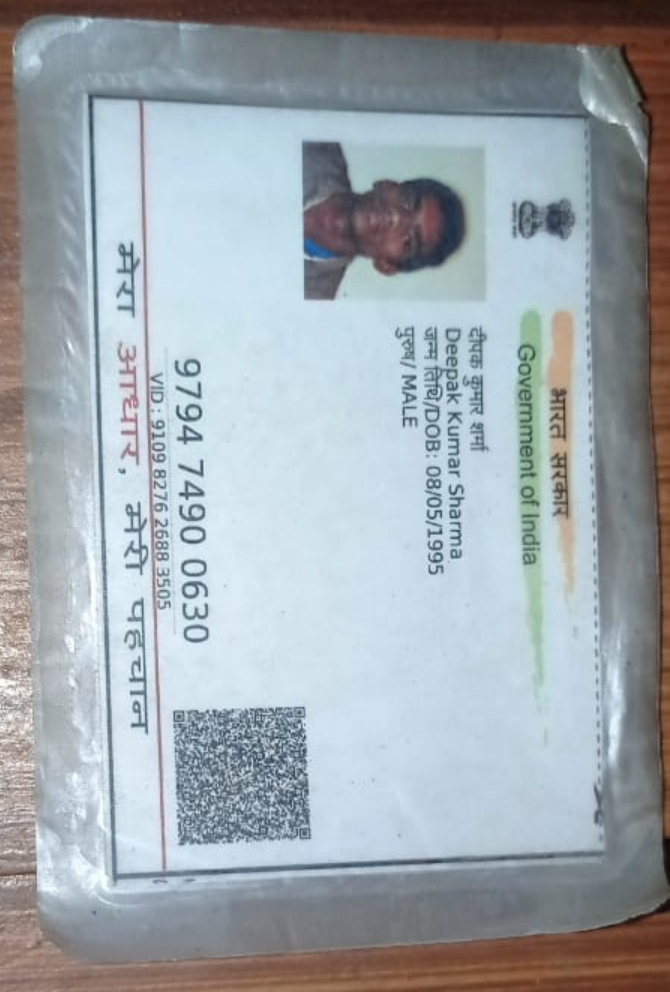 भारत सरकार
Government of India
दीपक कुमार शर्मा
Deepak Kumar Sharma
जन्म तिथि/DOB: 08/05/1995
पुरुष/ MALE
9794 7490 0630
VID : 9109 8276 2688 3505
मेरा आधार, मेरी पहचान